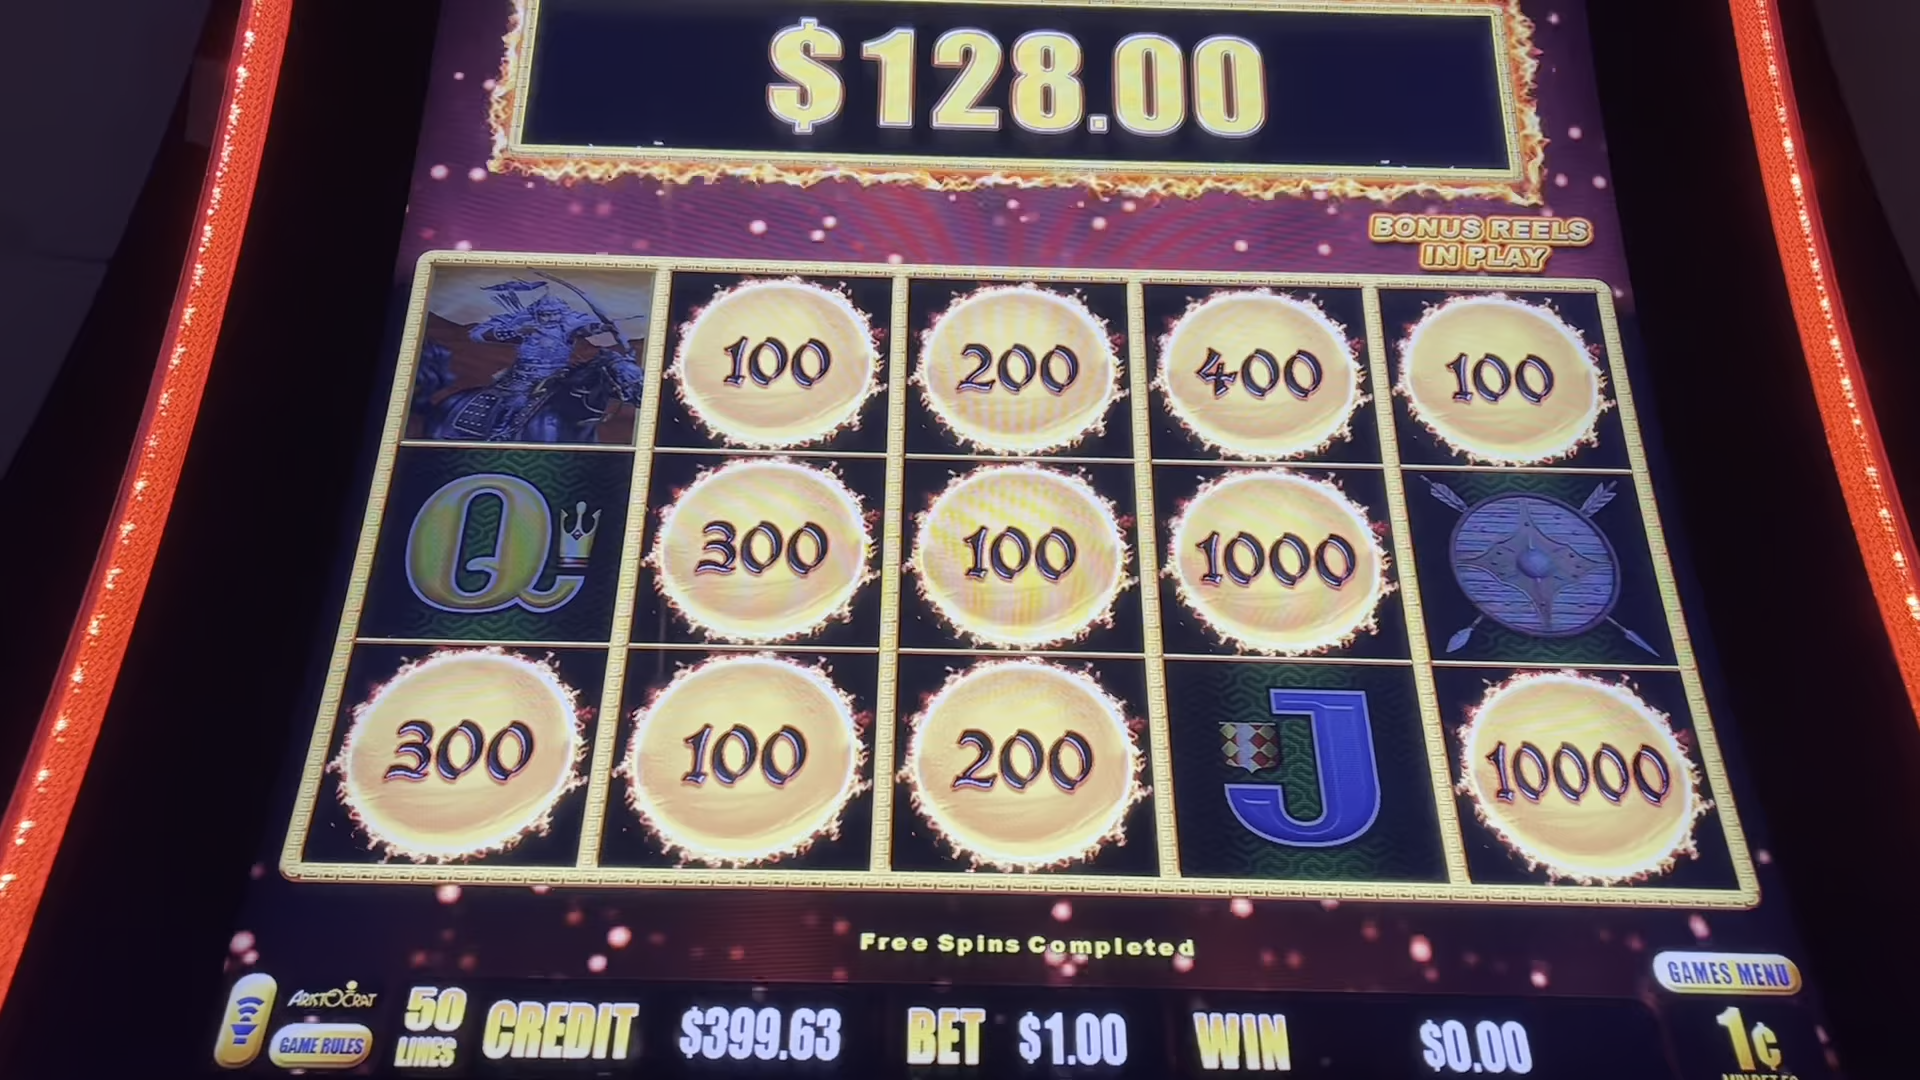 $128.00
BONUS REELS
IN PLAY
100 200 400 100
Q 300 100 1000
300 100 200 J 10000
Free Spins Completed
GAMES MENU
ARISTOCRAT
GAME RULES
50
LINES
CREDIT $399.63 BET $1.00 WIN $0.00 1¢